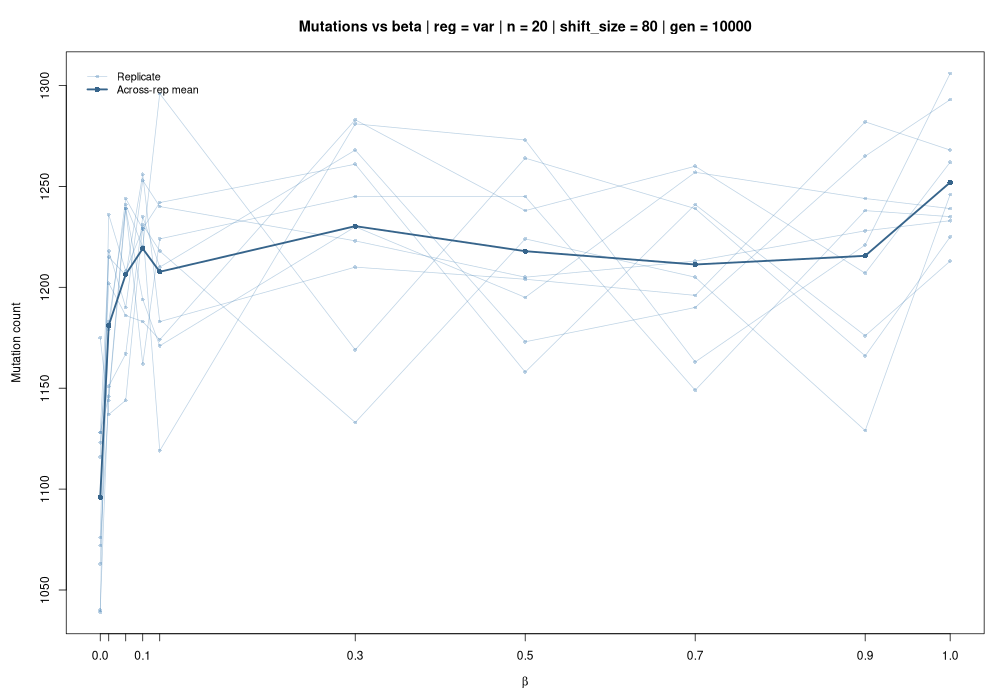 Mutations vs beta | reg = var | n = 20 | shift_size = 80 | gen = 10000
Replicate
Across-rep mean
Mutation count
1300
1250
1200
1150
1100
1050
0.0
0.1
0.3
0.5
0.7
0.9
1.0
β